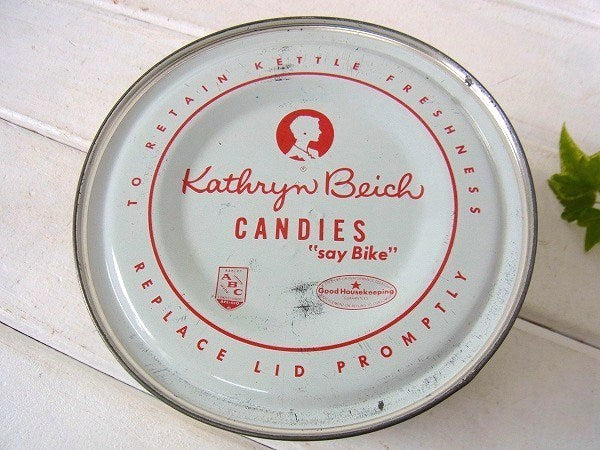 TO RETAIN KETTLE FRESHNESS
®
Kathryn Beich
CANDIES
"say Bike"
A
B
C
Good Housekeeping
REPLACE LID PROMPTLY